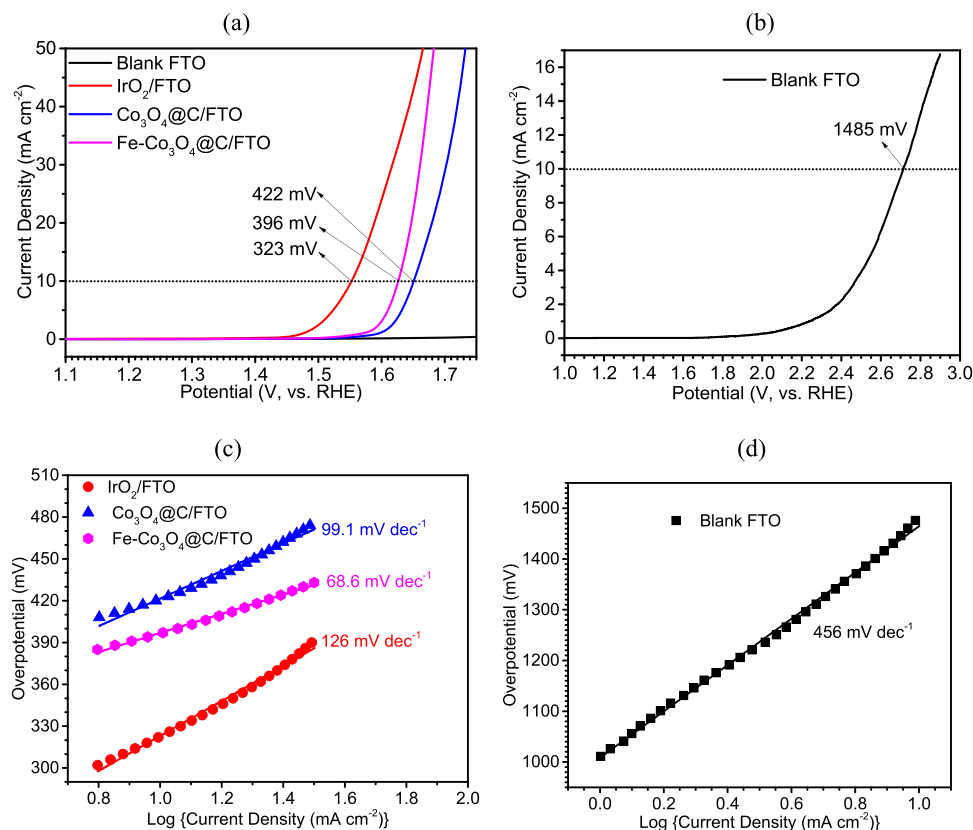 (a)
50
40
30
20
10
0
Current Density (mA cm⁻²)
Blank FTO
IrO₂/FTO
Co₃O₄@C/FTO
Fe-Co₃O₄@C/FTO
422 mV
396 mV
323 mV
1.1 1.2 1.3 1.4 1.5 1.6 1.7
Potential (V, vs. RHE)
(b)
16
14
12
10
8
6
4
2
0
Current Density (mA cm⁻²)
Blank FTO
1485 mV
1.0 1.2 1.4 1.6 1.8 2.0 2.2 2.4 2.6 2.8 3.0
Potential (V, vs. RHE)
(c)
510
480
450
420
390
360
330
300
Overpotential (mV)
IrO₂/FTO
Co₃O₄@C/FTO
Fe-Co₃O₄@C/FTO
99.1 mV dec⁻¹
68.6 mV dec⁻¹
126 mV dec⁻¹
0.8 1.0 1.2 1.4 1.6 1.8 2.0
Log {Current Density (mA cm⁻²)}
(d)
1500
1400
1300
1200
1100
1000
Overpotential (mV)
Blank FTO
456 mV dec⁻¹
0.0 0.2 0.4 0.6 0.8 1.0
Log {Current Density (mA cm⁻²)}